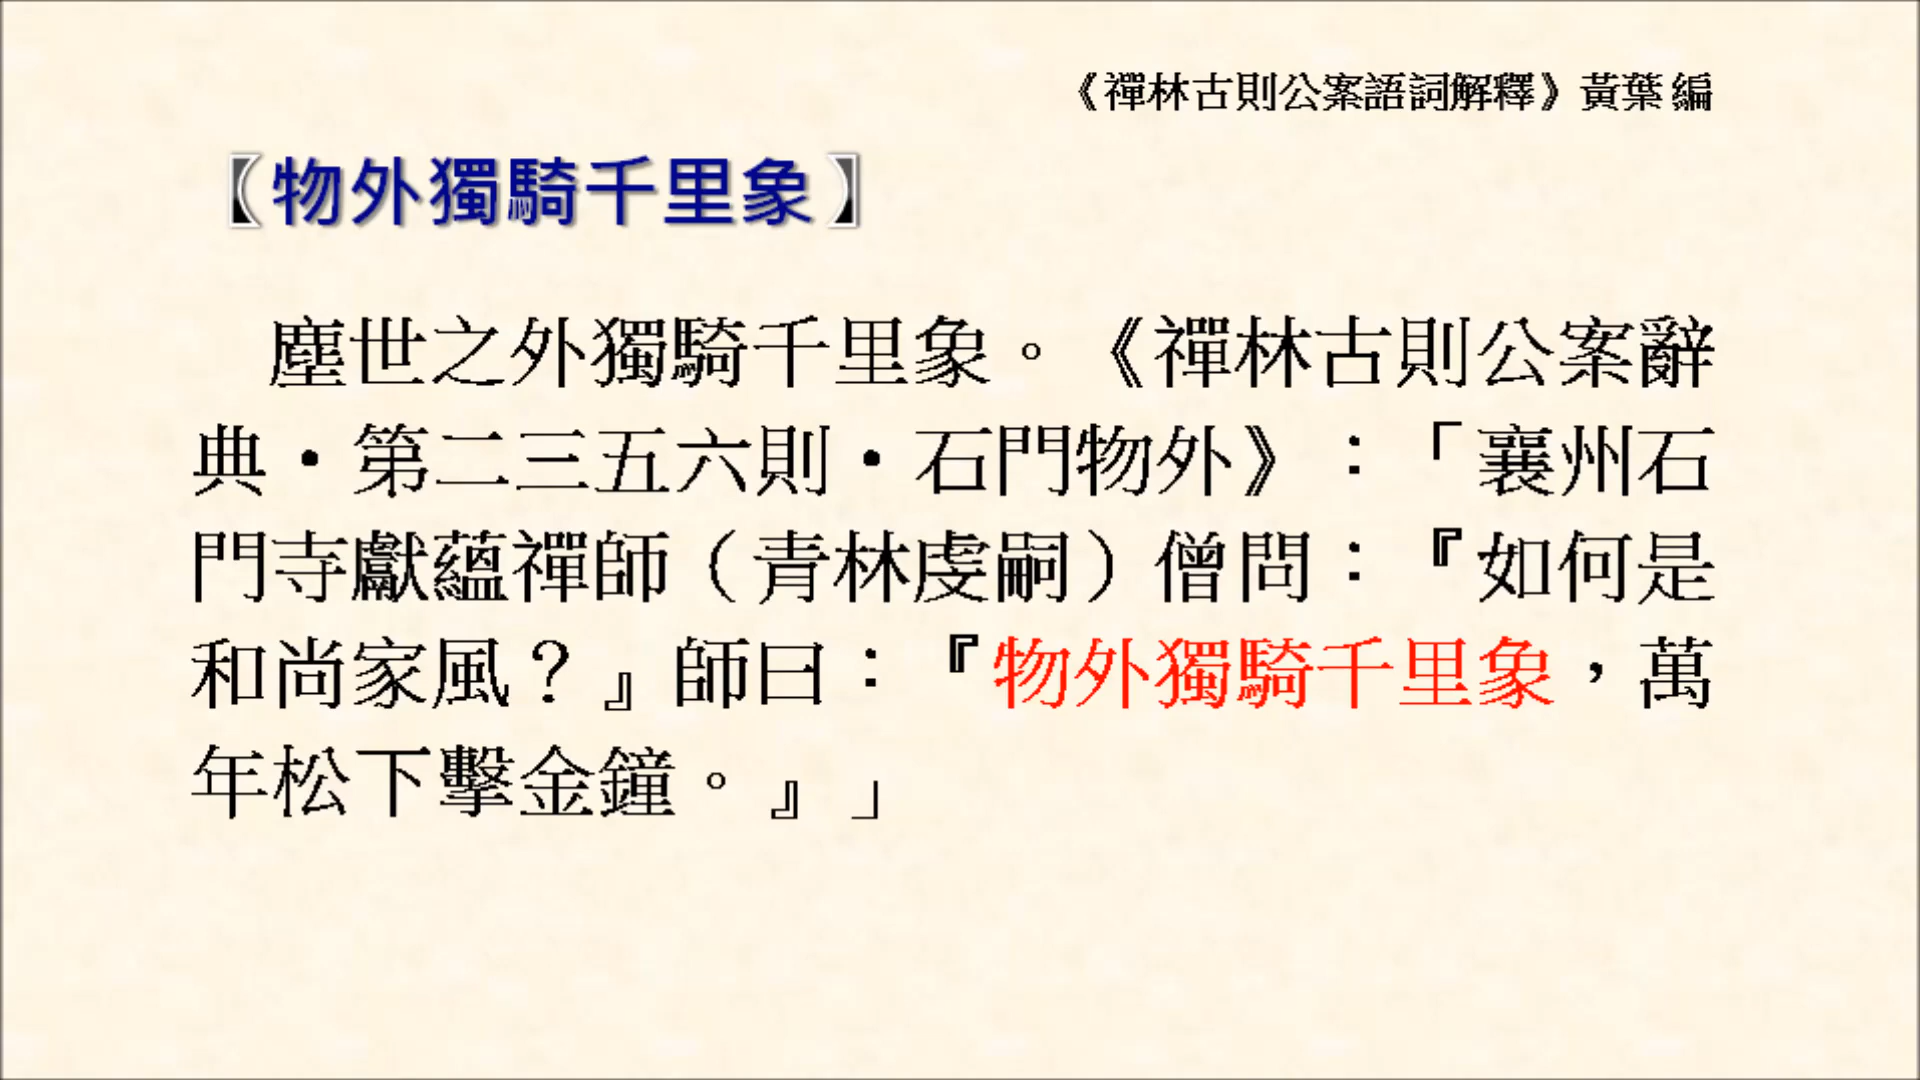 《禪林古則公案語詞解釋》黃葉 編
【物外獨騎千里象】
塵世之外獨騎千里象。《禪林古則公案辭
典・第二三五六則・石門物外》：「襄州石
門寺獻蘊禪師（青林虔嗣）僧問：『如何是
和尚家風？』師曰：『物外獨騎千里象，萬
年松下擊金鐘。』」